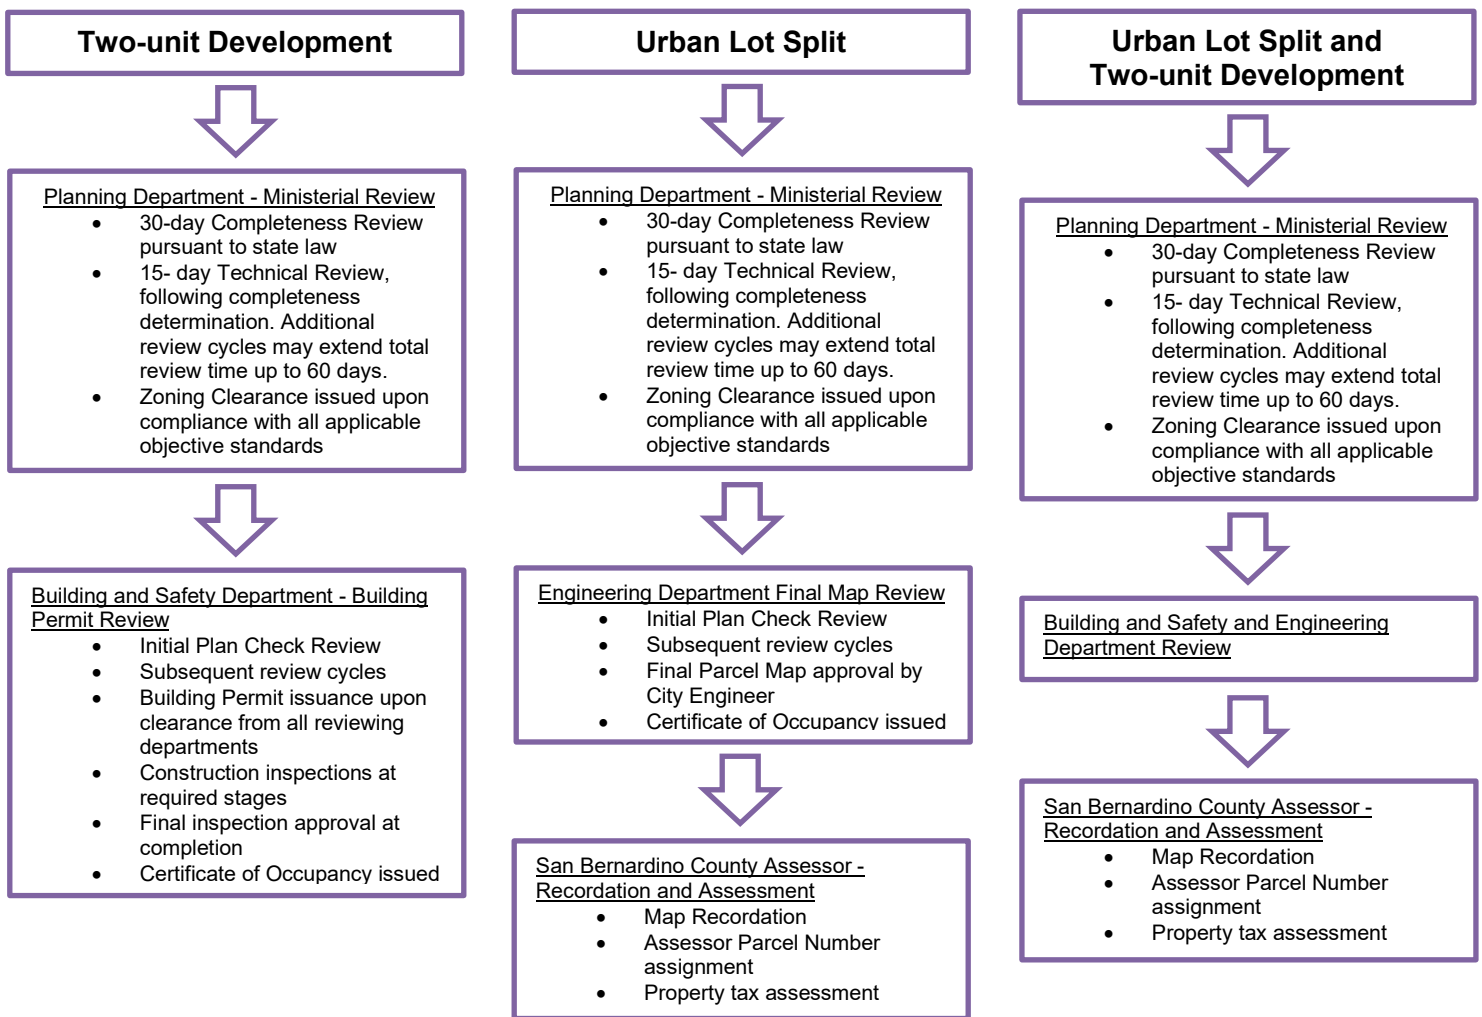 Two-unit Development
Planning Department - Ministerial Review
• 30-day Completeness Review
pursuant to state law
• 15- day Technical Review,
following completeness
determination. Additional
review cycles may extend total
review time up to 60 days.
• Zoning Clearance issued upon
compliance with all applicable
objective standards
Building and Safety Department - Building
Permit Review
• Initial Plan Check Review
• Subsequent review cycles
• Building Permit issuance upon
clearance from all reviewing
departments
• Construction inspections at
required stages
• Final inspection approval at
completion
• Certificate of Occupancy issued
Urban Lot Split
Planning Department - Ministerial Review
• 30-day Completeness Review
pursuant to state law
• 15- day Technical Review,
following completeness
determination. Additional
review cycles may extend total
review time up to 60 days.
• Zoning Clearance issued upon
compliance with all applicable
objective standards
Engineering Department Final Map Review
• Initial Plan Check Review
• Subsequent review cycles
• Final Parcel Map approval by
City Engineer
• Certificate of Occupancy issued
San Bernardino County Assessor -
Recordation and Assessment
• Map Recordation
• Assessor Parcel Number
assignment
• Property tax assessment
Urban Lot Split and
Two-unit Development
Planning Department - Ministerial Review
• 30-day Completeness Review
pursuant to state law
• 15- day Technical Review,
following completeness
determination. Additional
review cycles may extend total
review time up to 60 days.
• Zoning Clearance issued upon
compliance with all applicable
objective standards
Building and Safety and Engineering
Department Review
San Bernardino County Assessor -
Recordation and Assessment
• Map Recordation
• Assessor Parcel Number
assignment
• Property tax assessment